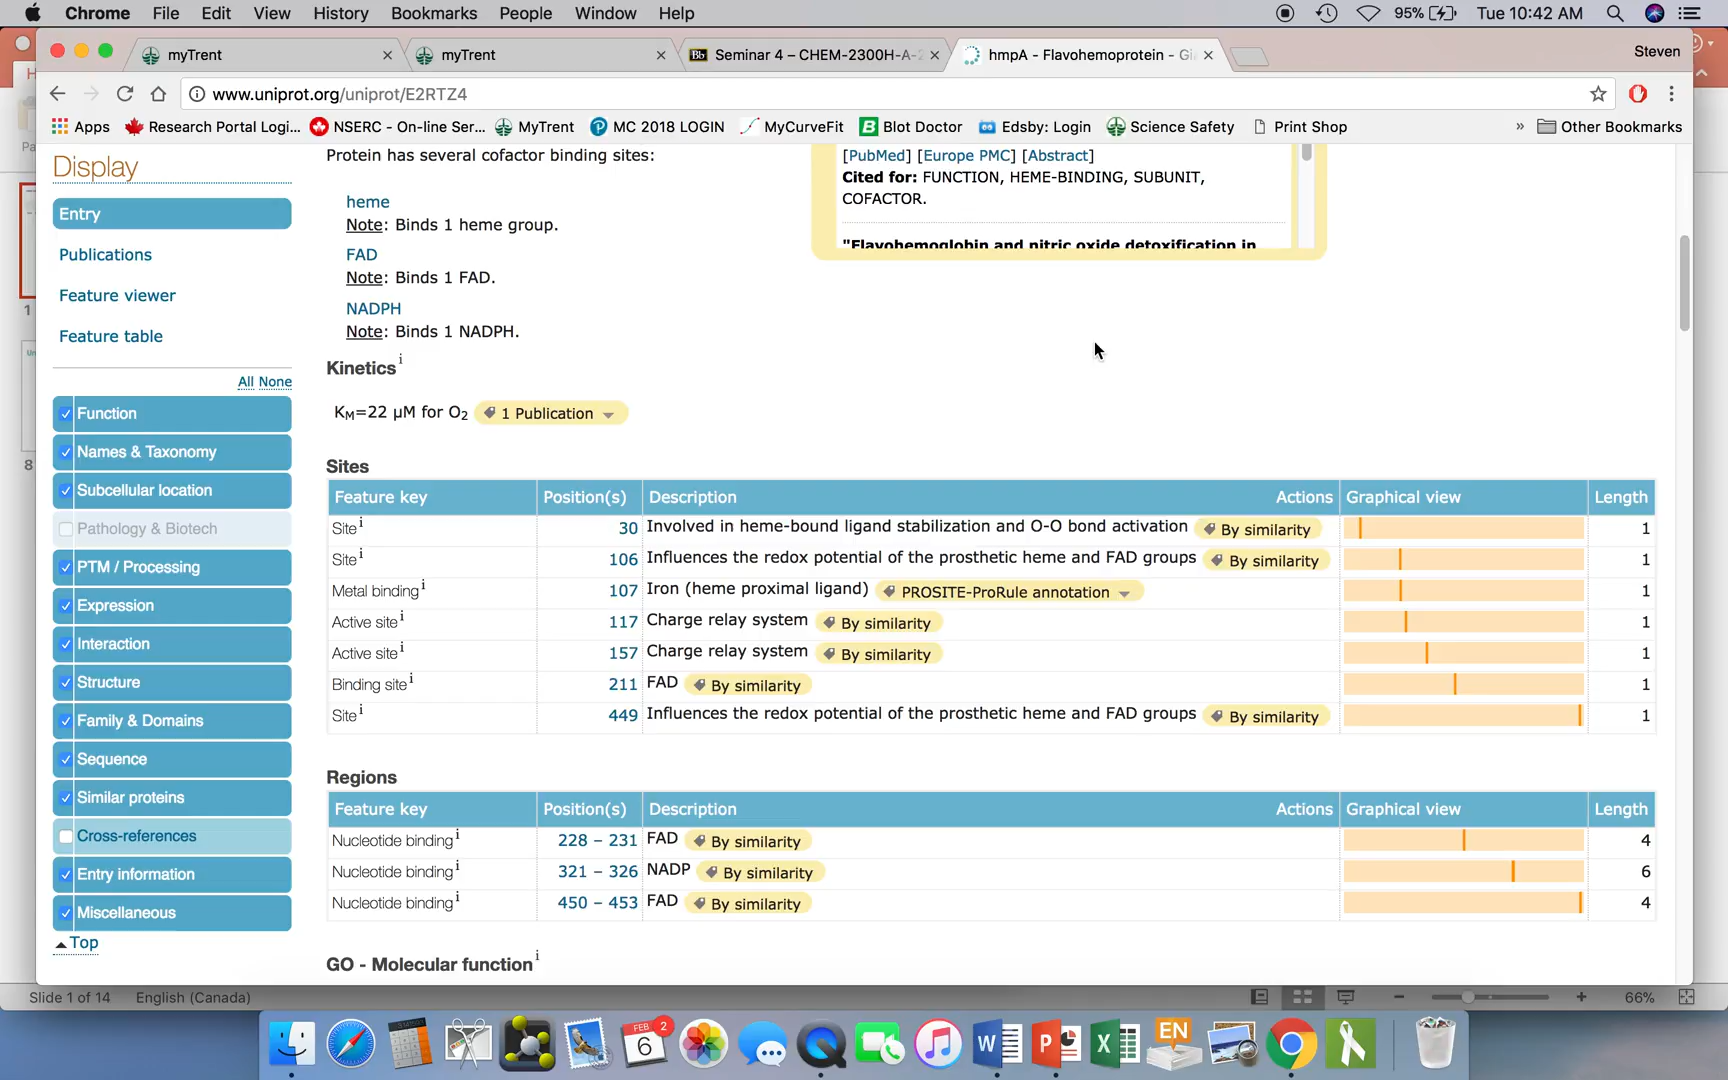 Chrome File Edit View History Bookmarks People Window Help 95% Tue 10:42 AM
myTrent
myTrent
Bb Seminar 4 – CHEM-2300H-A-2
hmpA - Flavohemoprotein - Gi
Steven
www.uniprot.org/uniprot/E2RTZ4
Apps Research Portal Logi... NSERC - On-line Ser... MyTrent MC 2018 LOGIN MyCurveFit Blot Doctor Edsby: Login Science Safety Print Shop » Other Bookmarks
Display
Entry
Publications
Feature viewer
Feature table
All None
Function
Names & Taxonomy
Subcellular location
Pathology & Biotech
PTM / Processing
Expression
Interaction
Structure
Family & Domains
Sequence
Similar proteins
Cross-references
Entry information
Miscellaneous
Top
Protein has several cofactor binding sites:
heme
Note: Binds 1 heme group.
FAD
Note: Binds 1 FAD.
NADPH
Note: Binds 1 NADPH.
[PubMed] [Europe PMC] [Abstract]
Cited for: FUNCTION, HEME-BINDING, SUBUNIT,
COFACTOR.
"Flavohemoglobin and nitric oxide detoxification in
Kinetics i
KM=22 µM for O2 1 Publication
Sites
Feature key Position(s) Description Actions Graphical view Length
Site i 30 Involved in heme-bound ligand stabilization and O-O bond activation By similarity 1
Site i 106 Influences the redox potential of the prosthetic heme and FAD groups By similarity 1
Metal binding i 107 Iron (heme proximal ligand) PROSITE-ProRule annotation 1
Active site i 117 Charge relay system By similarity 1
Active site i 157 Charge relay system By similarity 1
Binding site i 211 FAD By similarity 1
Site i 449 Influences the redox potential of the prosthetic heme and FAD groups By similarity 1
Regions
Feature key Position(s) Description Actions Graphical view Length
Nucleotide binding i 228 – 231 FAD By similarity 4
Nucleotide binding i 321 – 326 NADP By similarity 6
Nucleotide binding i 450 – 453 FAD By similarity 4
GO - Molecular function i
Slide 1 of 14 English (Canada) 66%
FEB 2
6
W P X EN